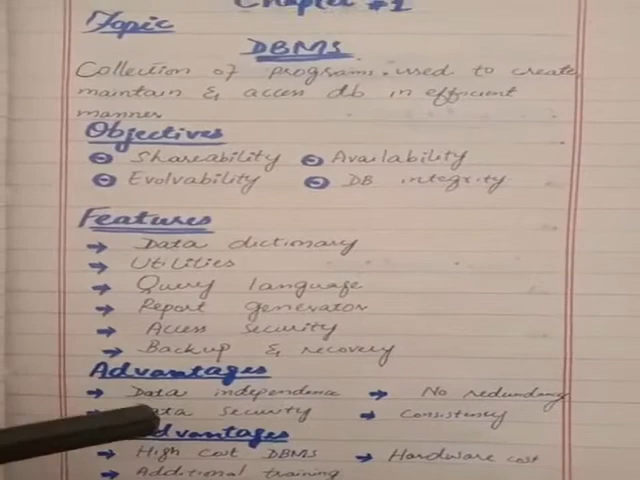 Chapter #1
Topic
DBMS
Collection of programs used to create,
maintain & access db in efficient
manner
Objectives
Shareability Availability
Evolvability DB integrity
Features
→ Data dictionary
→ Utilities
→ Query language
→ Report generator
→ Access security
→ Backup & recovery
Advantages
→ Data independence → No redundancy
Data security → Consistency
advantages
→ High cost DBMS → Hardware cost
→ Additional training